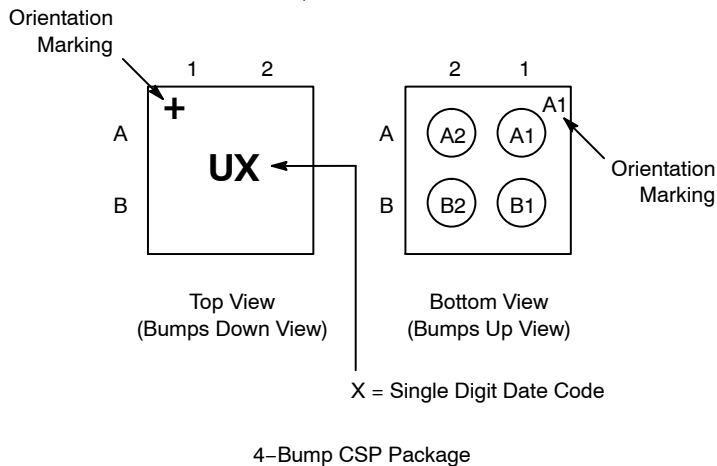 Orientation
Marking
1 2
2 1
+
A1
A
A
A2 A1
UX
Orientation
Marking
B
B
B2 B1
Top View
(Bumps Down View)
Bottom View
(Bumps Up View)
X = Single Digit Date Code
4−Bump CSP Package